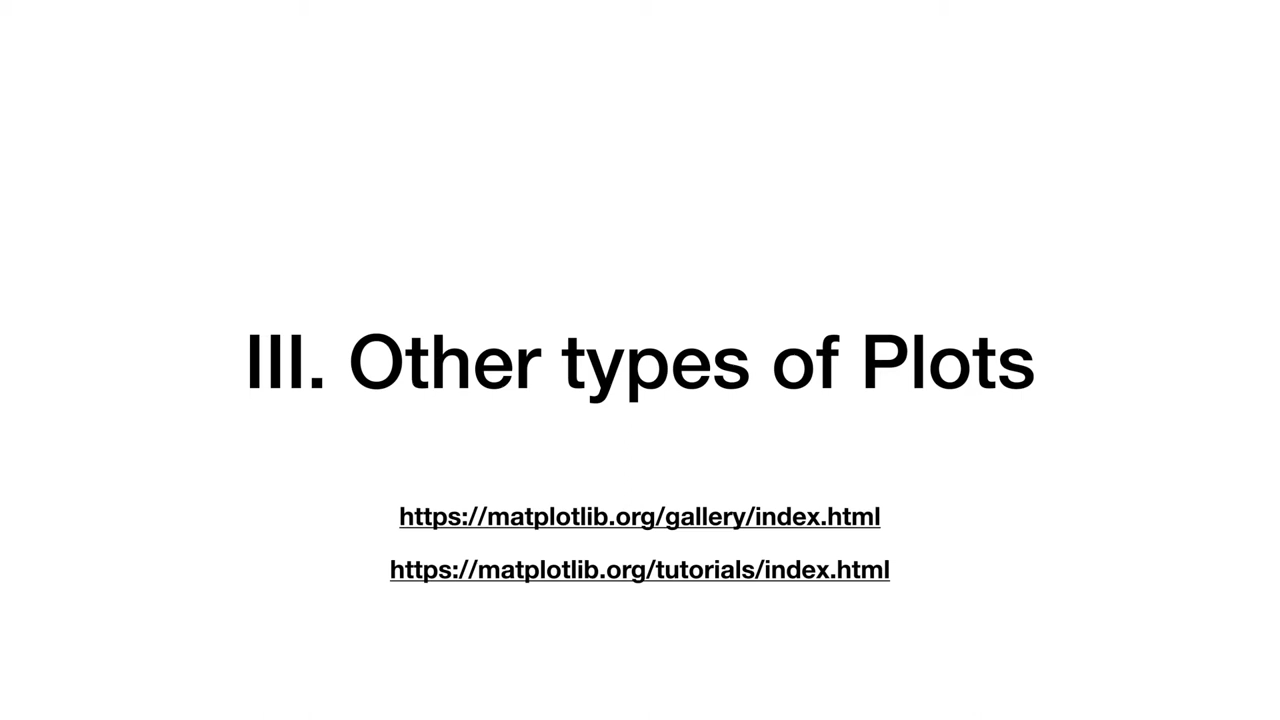 III. Other types of Plots
https://matplotlib.org/gallery/index.html
https://matplotlib.org/tutorials/index.html